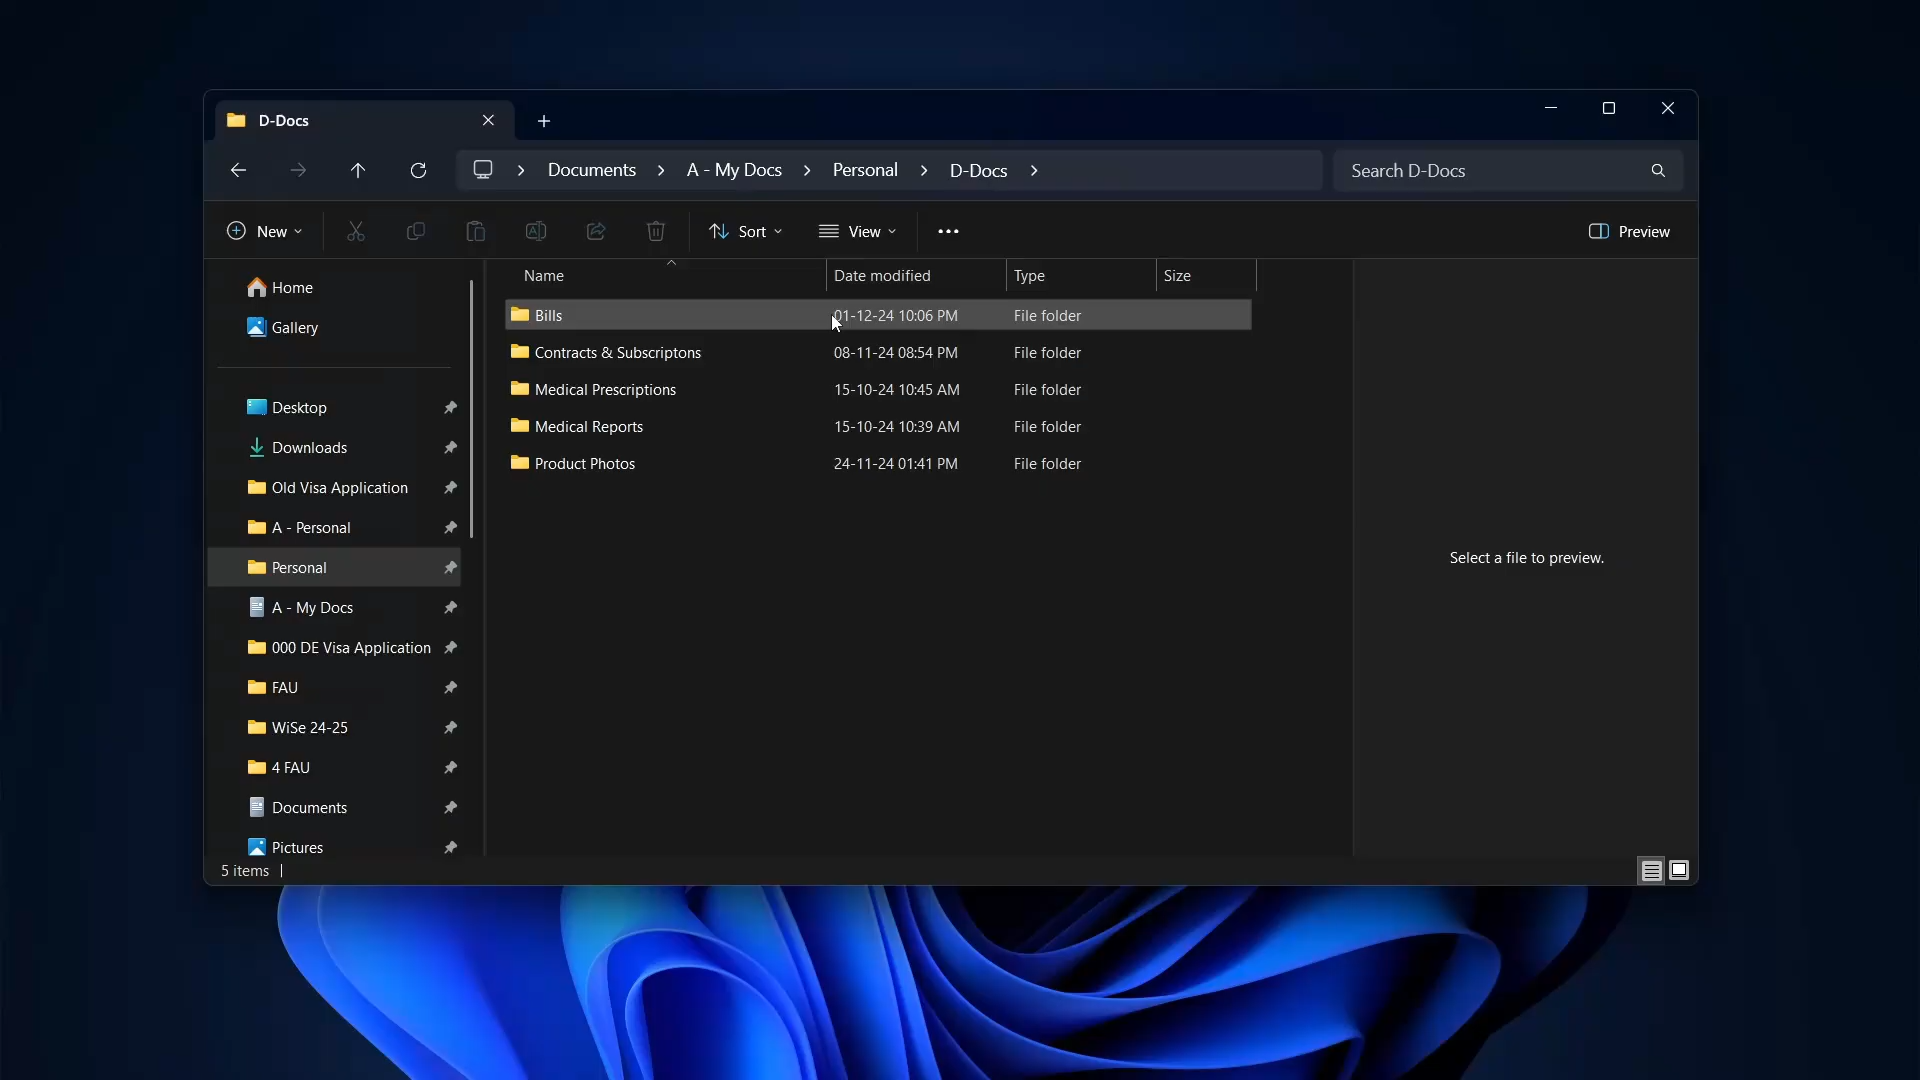 D-Docs
Documents > A - My Docs > Personal > D-Docs >
Search D-Docs
New
Sort
View
Preview
Home
Gallery
Desktop
Downloads
Old Visa Application
A - Personal
Personal
A - My Docs
000 DE Visa Application
FAU
WiSe 24-25
4 FAU
Documents
Pictures
Name Date modified Type Size
Bills 01-12-24 10:06 PM File folder
Contracts & Subscriptons 08-11-24 08:54 PM File folder
Medical Prescriptions 15-10-24 10:45 AM File folder
Medical Reports 15-10-24 10:39 AM File folder
Product Photos 24-11-24 01:41 PM File folder
Select a file to preview.
5 items